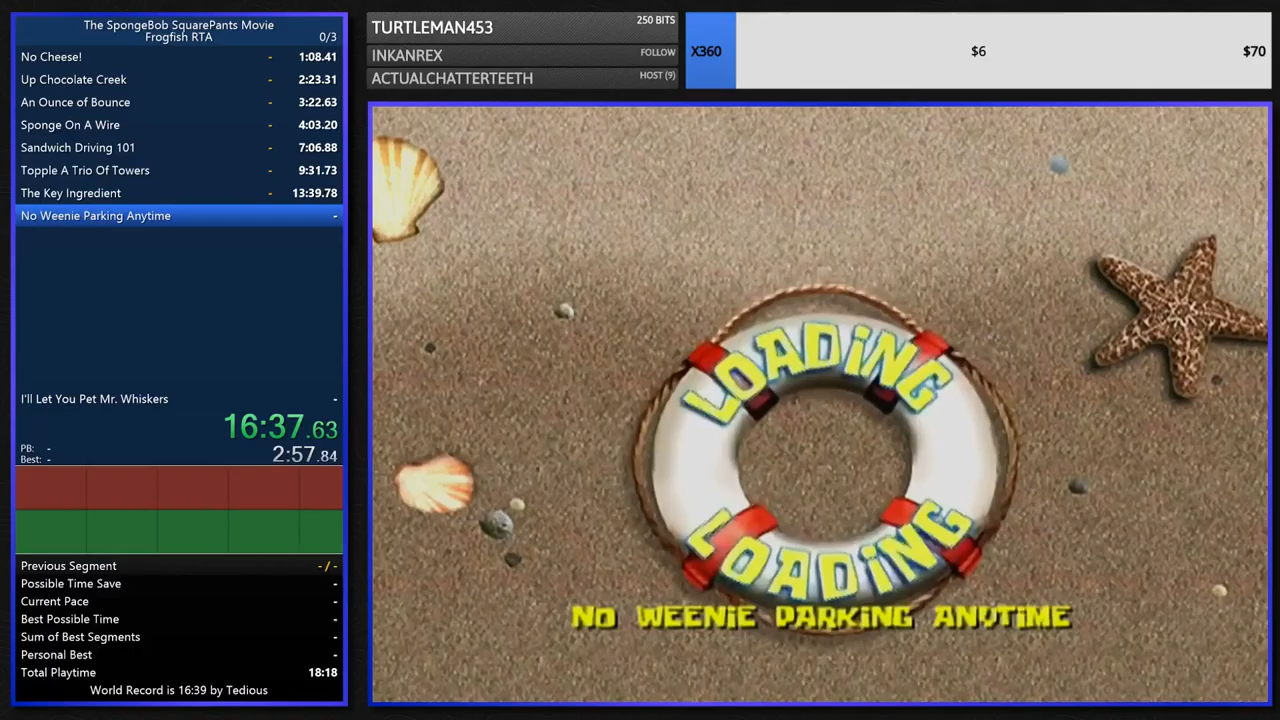 The SpongeBob SquarePants Movie
Frogfish RTA 0/3
No Cheese! - 1:08.41
Up Chocolate Creek - 2:23.31
An Ounce of Bounce - 3:22.63
Sponge On A Wire - 4:03.20
Sandwich Driving 101 - 7:06.88
Topple A Trio Of Towers - 9:31.73
The Key Ingredient - 13:39.78
No Weenie Parking Anytime -
I'll Let You Pet Mr. Whiskers -
16:37.63
PB: -
Best: - 2:57.84
Previous Segment - / -
Possible Time Save -
Current Pace -
Best Possible Time -
Sum of Best Segments -
Personal Best -
Total Playtime 18:18
World Record is 16:39 by Tedious
TURTLEMAN453 250 BITS
INKANREX FOLLOW
ACTUALCHATTERTEETH HOST (9)
X360 $6 $70
LOADING
LOADING
NO WEENIE PARKING ANYTIME